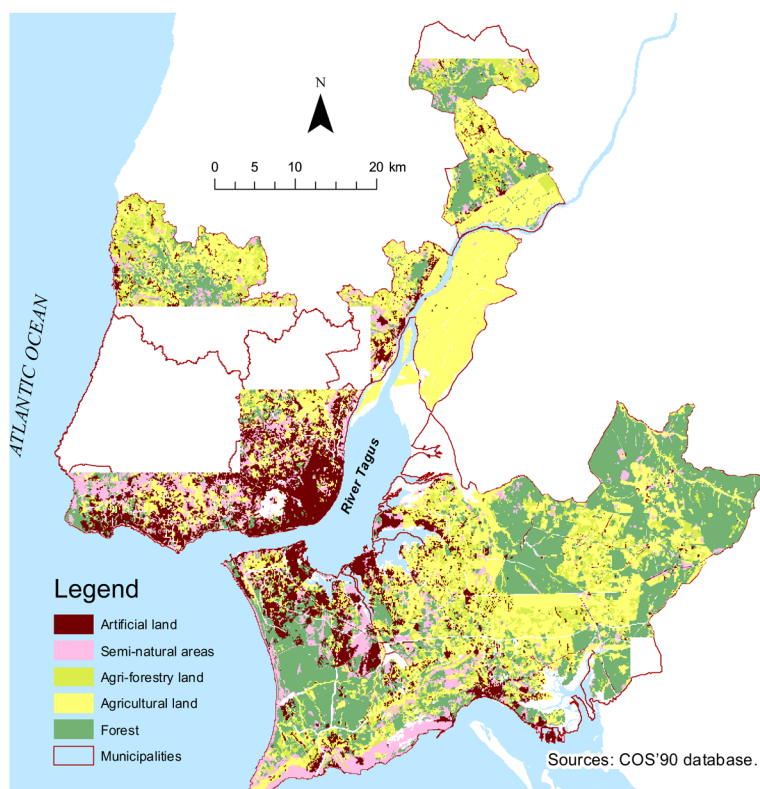 N
0 5 10 20 km
ATLANTIC OCEAN
River Tagus
Legend
Artificial land
Semi-natural areas
Agri-forestry land
Agricultural land
Forest
Municipalities
Sources: COS'90 database.